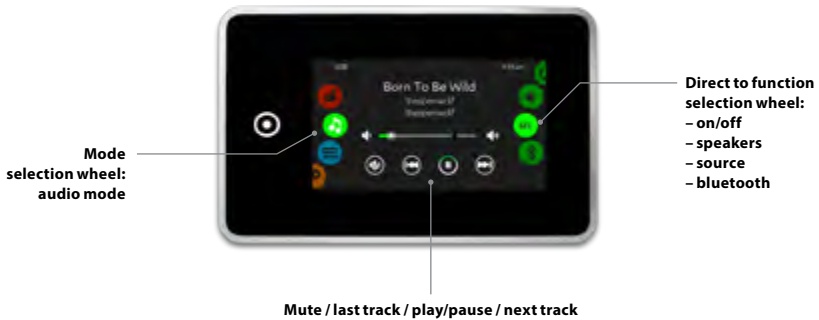 Born To Be Wild
Steppenwolf
Steppenwolf
Direct to function
selection wheel:
– on/off
– speakers
– source
– bluetooth
Mode
selection wheel:
audio mode
Mute / last track / play/pause / next track